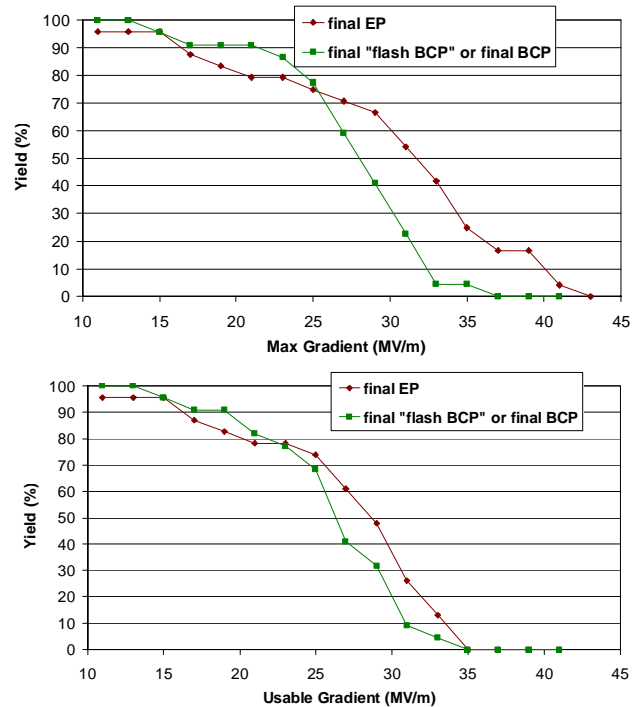 final EP
final "flash BCP" or final BCP
Yield (%)
100
90
80
70
60
50
40
30
20
10
0
10 15 20 25 30 35 40 45
Max Gradient (MV/m)
final EP
final "flash BCP" or final BCP
Yield (%)
100
90
80
70
60
50
40
30
20
10
0
10 15 20 25 30 35 40 45
Usable Gradient (MV/m)